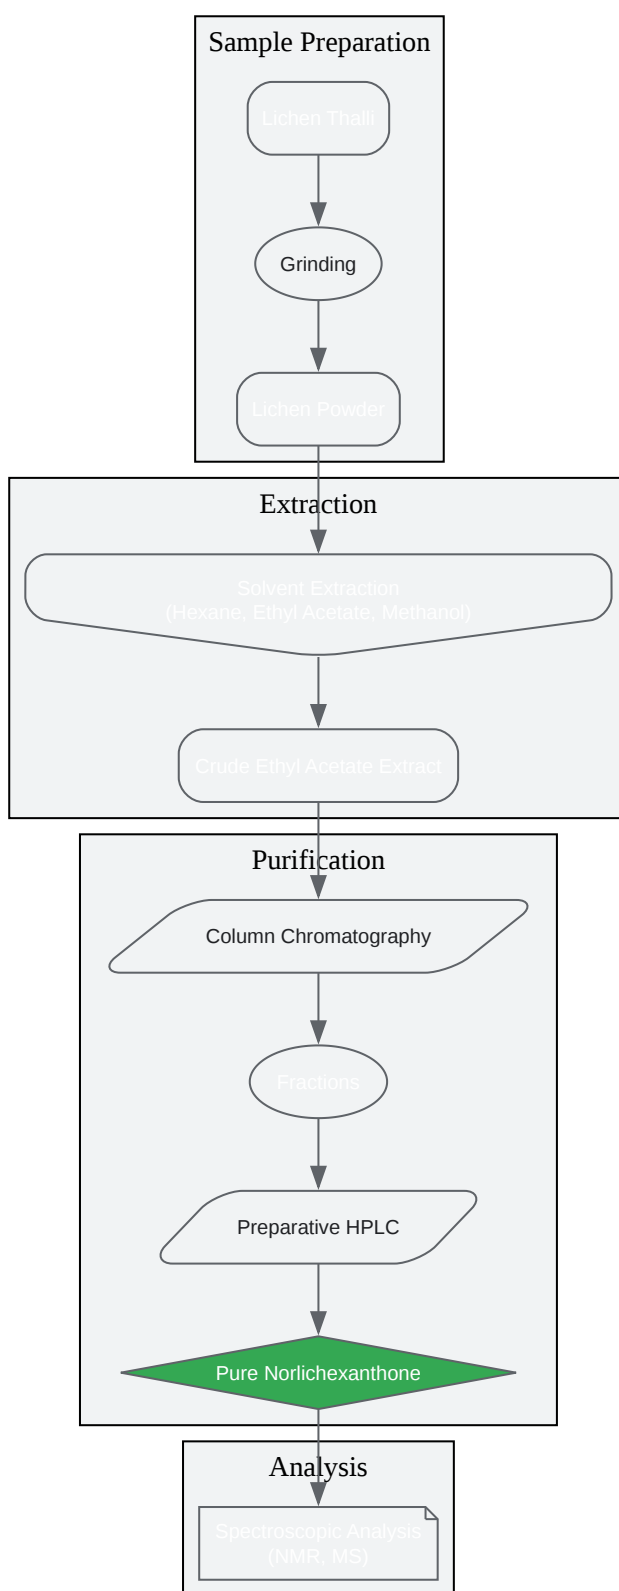 Sample Preparation
Lichen Thalli
Grinding
Lichen Powder
Extraction
Solvent Extraction
(Hexane, Ethyl Acetate, Methanol)
Crude Ethyl Acetate Extract
Purification
Column Chromatography
Fractions
Preparative HPLC
Pure Norlichexanthone
Analysis
Spectroscopic Analysis
(NMR, MS)